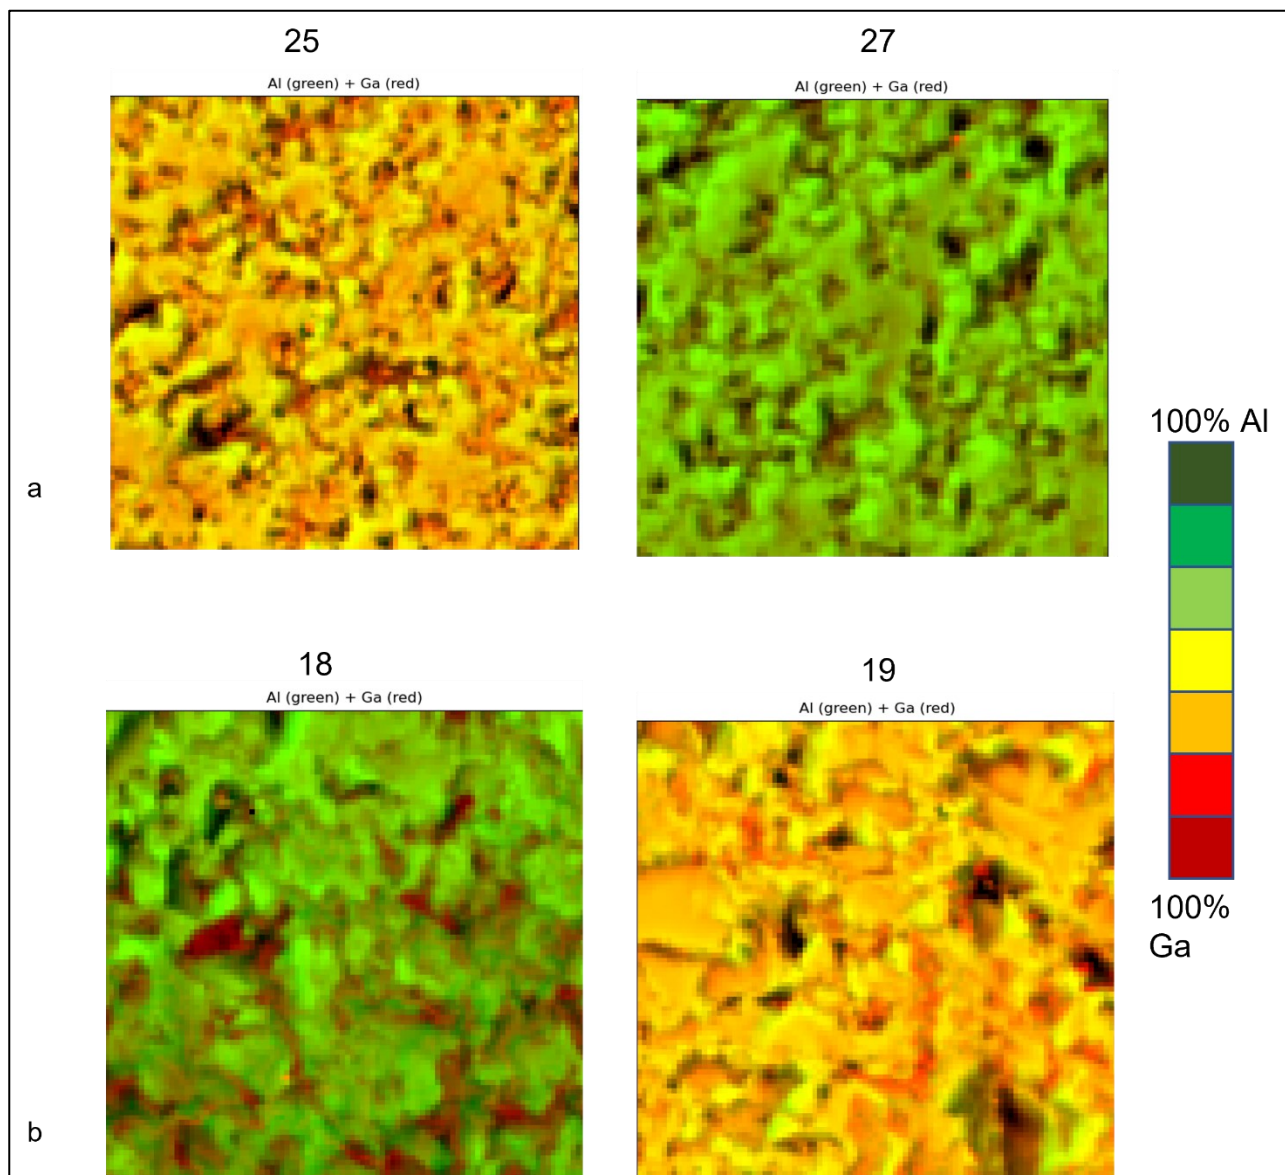 25
27
Al (green) + Ga (red)
Al (green) + Ga (red)
100% Al
a
18
19
Al (green) + Ga (red)
Al (green) + Ga (red)
100%
Ga
b